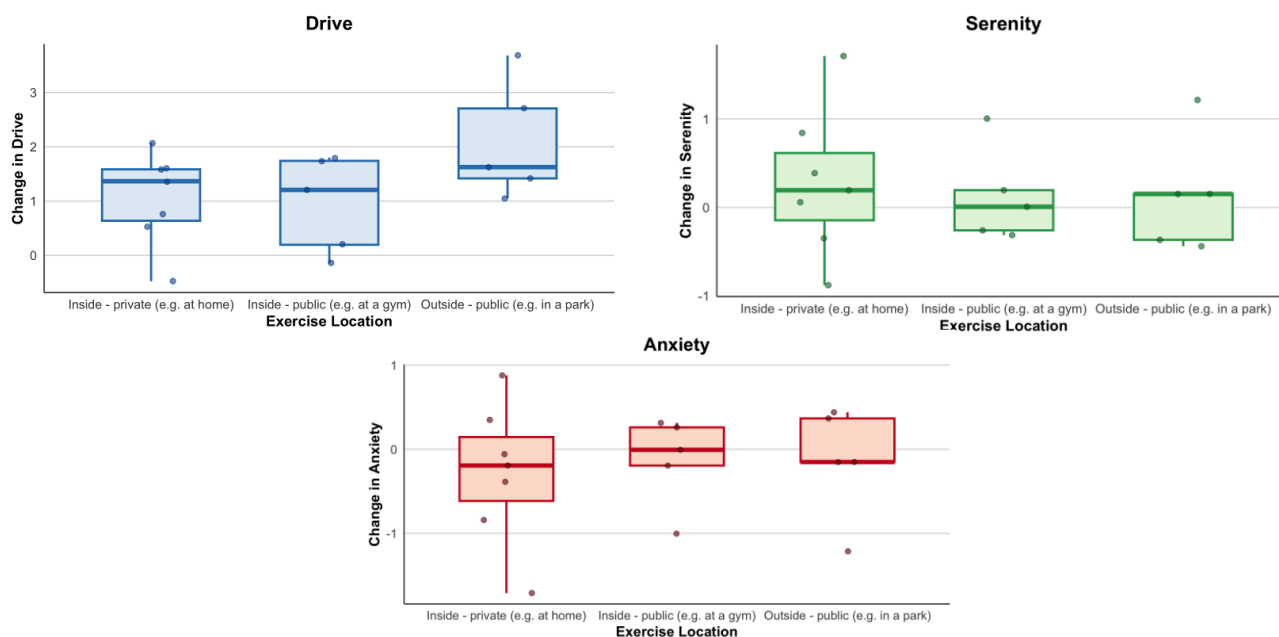 Drive
Change in Drive
3
2
1
0
Inside - private (e.g. at home)
Inside - public (e.g. at a gym)
Outside - public (e.g. in a park)
Exercise Location
Serenity
Change in Serenity
1
0
-1
Inside - private (e.g. at home)
Inside - public (e.g. at a gym)
Outside - public (e.g. in a park)
Exercise Location
Anxiety
Change in Anxiety
1
0
-1
Inside - private (e.g. at home)
Inside - public (e.g. at a gym)
Outside - public (e.g. in a park)
Exercise Location